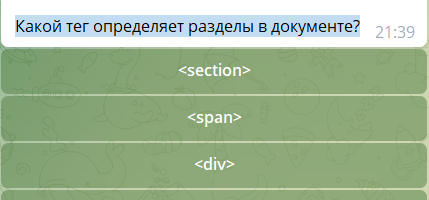 Какой тег определяет разделы в документе?
21:39
<section>
<span>
<div>